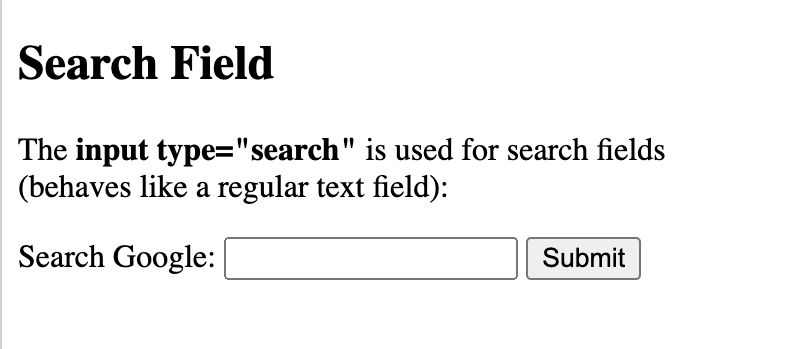 Search Field
The input type="search" is used for search fields
(behaves like a regular text field):
Search Google: Submit